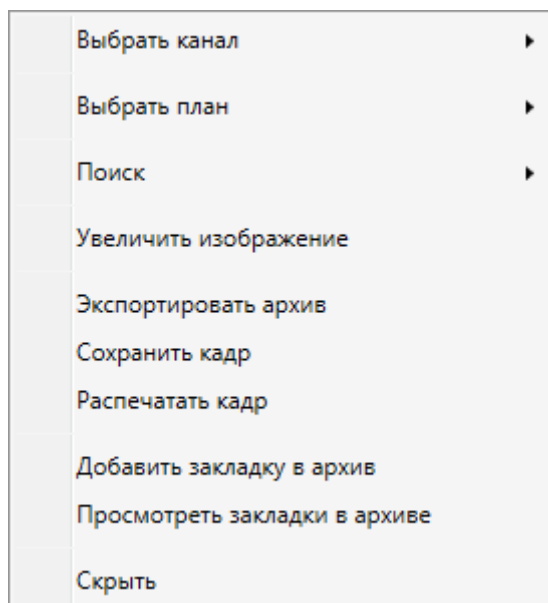 Выбрать канал
Выбрать план
Поиск
Увеличить изображение
Экспортировать архив
Сохранить кадр
Распечатать кадр
Добавить закладку в архив
Просмотреть закладки в архиве
Скрыть